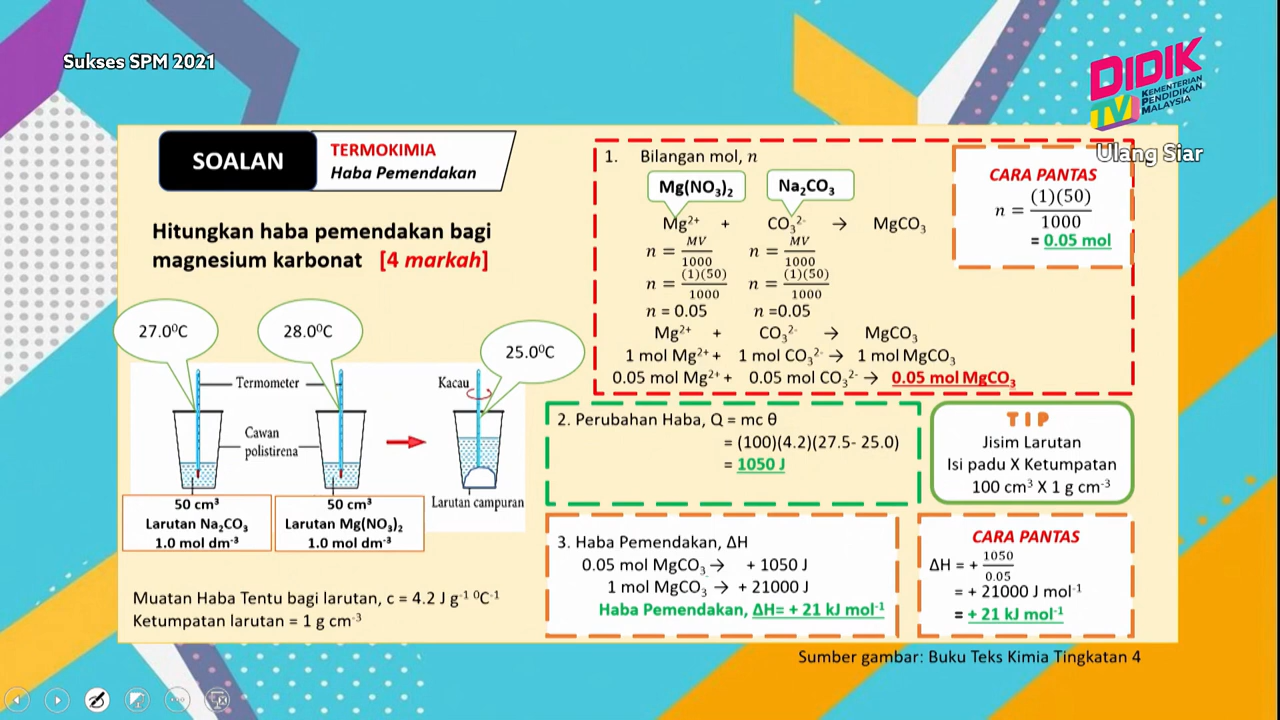 Sukses SPM 2021
DIDIK
TV
KEMENTERIAN
PENDIDIKAN
MALAYSIA
Ulang Siar
SOALAN
TERMOKIMIA
Haba Pemendakan
Hitungkan haba pemendakan bagi
magnesium karbonat [4 markah]
27.0⁰C
28.0⁰C
25.0⁰C
Termometer
Kacau
Cawan
polistirena
Larutan campuran
50 cm³
Larutan Na₂CO₃
1.0 mol dm⁻³
50 cm³
Larutan Mg(NO₃)₂
1.0 mol dm⁻³
Muatan Haba Tentu bagi larutan, c = 4.2 J g⁻¹ ⁰C⁻¹
Ketumpatan larutan = 1 g cm⁻³
1. Bilangan mol, n
Mg(NO₃)₂ Na₂CO₃
Mg²⁺ + CO₃²⁻ → MgCO₃
n = MV/1000 n = MV/1000
n = (1)(50)/1000 n = (1)(50)/1000
n = 0.05 n =0.05
Mg²⁺ + CO₃²⁻ → MgCO₃
1 mol Mg²⁺ + 1 mol CO₃²⁻ → 1 mol MgCO₃
0.05 mol Mg²⁺ + 0.05 mol CO₃²⁻ → 0.05 mol MgCO₃
CARA PANTAS
n = (1)(50)/1000
= 0.05 mol
2. Perubahan Haba, Q = mc θ
= (100)(4.2)(27.5- 25.0)
= 1050 J
TIP
Jisim Larutan
Isi padu X Ketumpatan
100 cm³ X 1 g cm⁻³
3. Haba Pemendakan, ΔH
0.05 mol MgCO₃ → + 1050 J
1 mol MgCO₃ → + 21000 J
Haba Pemendakan, ΔH= + 21 kJ mol⁻¹
CARA PANTAS
ΔH = + 1050/0.05
= + 21000 J mol⁻¹
= + 21 kJ mol⁻¹
Sumber gambar: Buku Teks Kimia Tingkatan 4